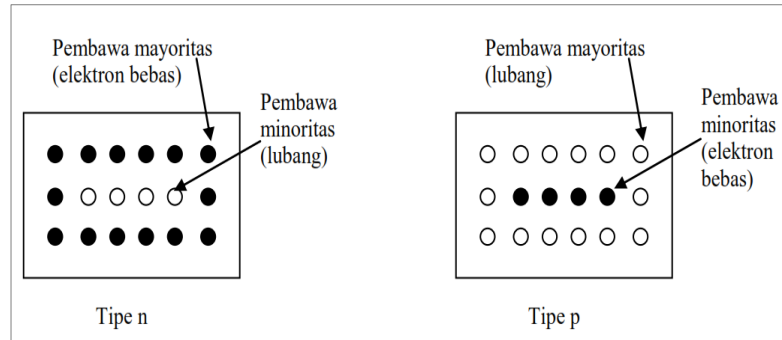 Pembawa mayoritas
(elektron bebas)
Pembawa
minoritas
(lubang)
Tipe n
Pembawa mayoritas
(lubang)
Pembawa
minoritas
(elektron
bebas)
Tipe p